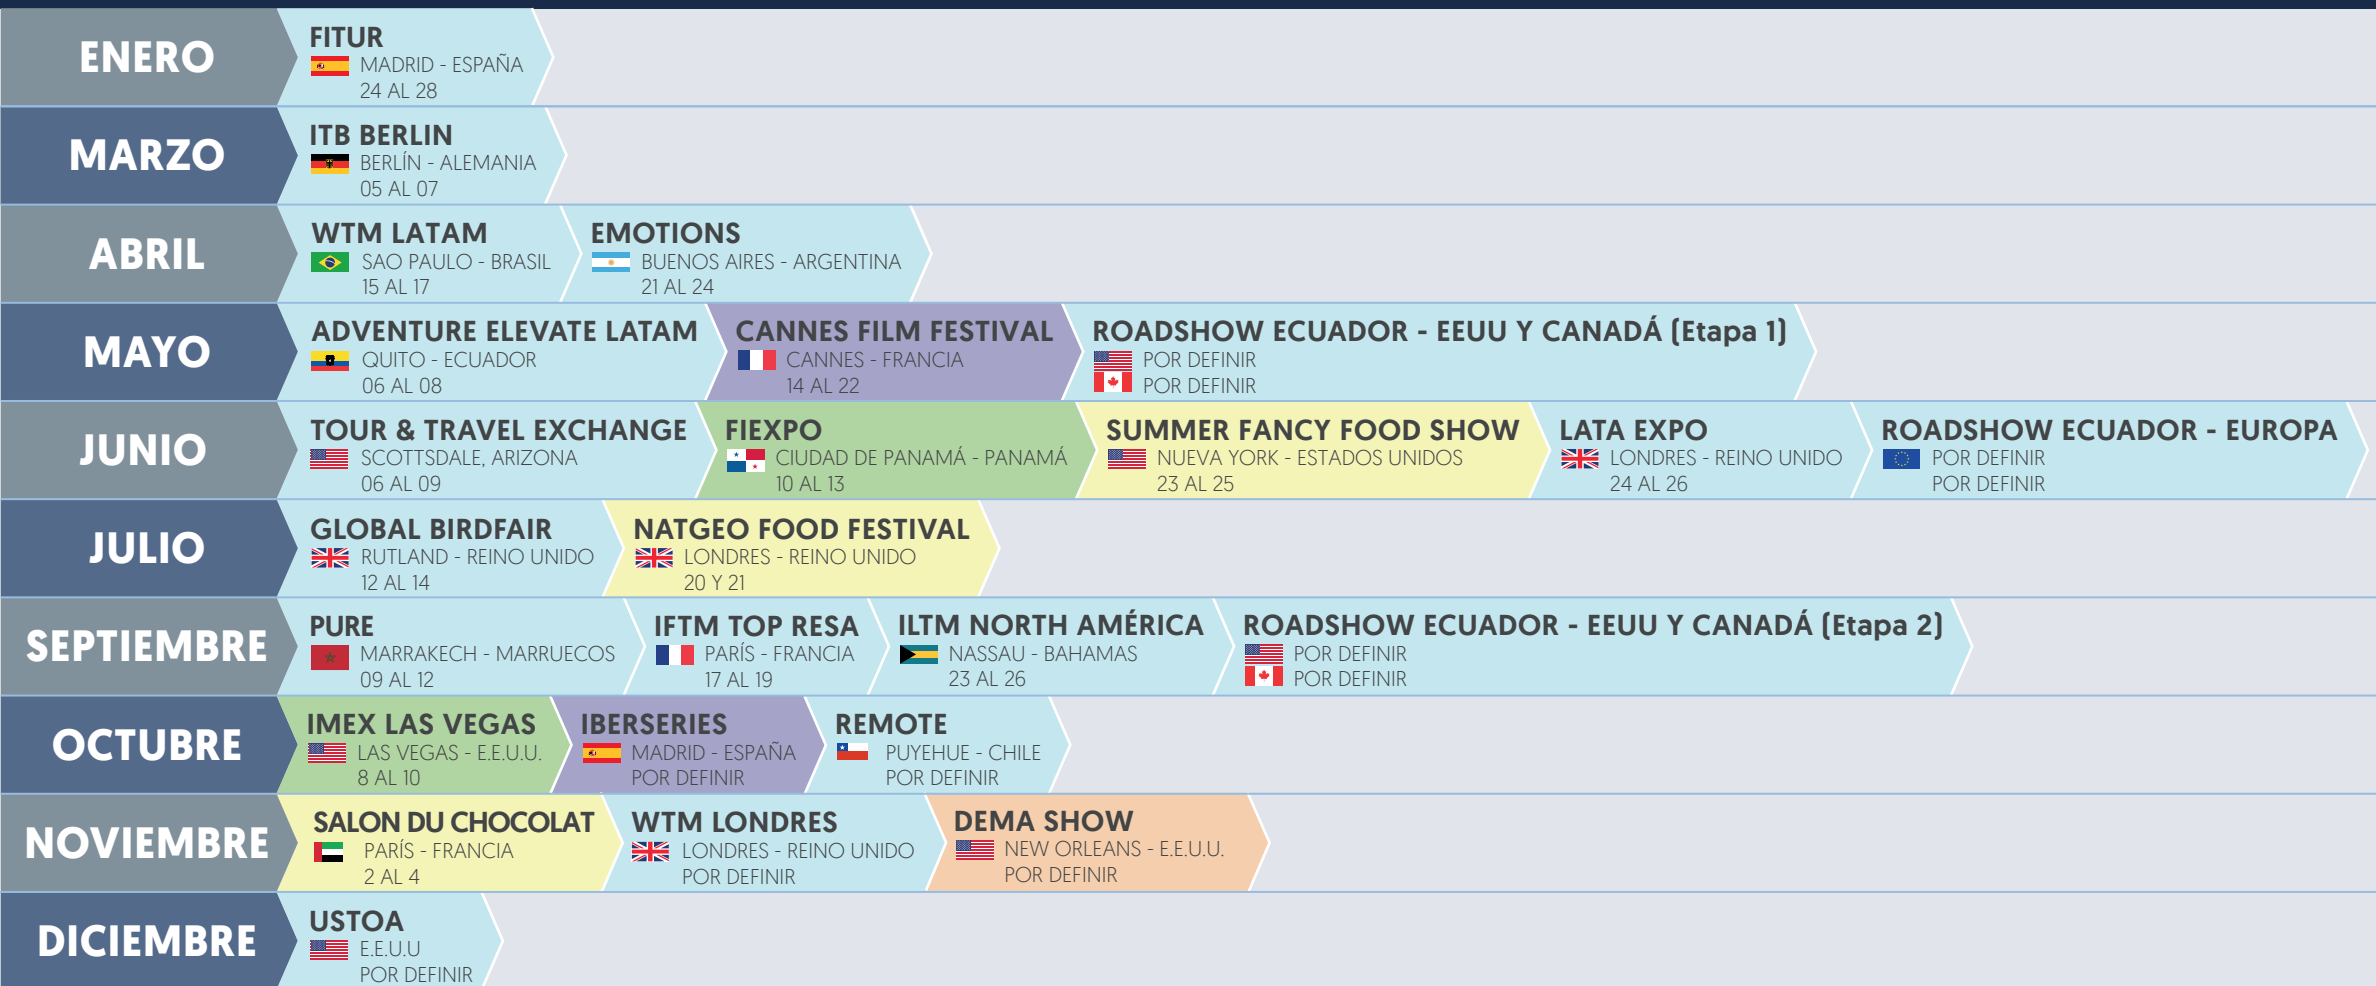 ENERO
FITUR
MADRID - ESPAÑA
24 AL 28
MARZO
ITB BERLIN
BERLÍN - ALEMANIA
05 AL 07
ABRIL
WTM LATAM
SAO PAULO - BRASIL
15 AL 17
EMOTIONS
BUENOS AIRES - ARGENTINA
21 AL 24
MAYO
ADVENTURE ELEVATE LATAM
QUITO - ECUADOR
06 AL 08
CANNES FILM FESTIVAL
CANNES - FRANCIA
14 AL 22
ROADSHOW ECUADOR - EEUU Y CANADÁ (Etapa 1)
POR DEFINIR
POR DEFINIR
JUNIO
TOUR & TRAVEL EXCHANGE
SCOTTSDALE, ARIZONA
06 AL 09
FIEXPO
CIUDAD DE PANAMÁ - PANAMÁ
10 AL 13
SUMMER FANCY FOOD SHOW
NUEVA YORK - ESTADOS UNIDOS
23 AL 25
LATA EXPO
LONDRES - REINO UNIDO
24 AL 26
ROADSHOW ECUADOR - EUROPA
POR DEFINIR
POR DEFINIR
JULIO
GLOBAL BIRDFAIR
RUTLAND - REINO UNIDO
12 AL 14
NATGEO FOOD FESTIVAL
LONDRES - REINO UNIDO
20 Y 21
SEPTIEMBRE
PURE
MARRAKECH - MARRUECOS
09 AL 12
IFTM TOP RESA
PARÍS - FRANCIA
17 AL 19
ILTM NORTH AMÉRICA
NASSAU - BAHAMAS
23 AL 26
ROADSHOW ECUADOR - EEUU Y CANADÁ (Etapa 2)
POR DEFINIR
POR DEFINIR
OCTUBRE
IMEX LAS VEGAS
LAS VEGAS - E.E.U.U.
8 AL 10
IBERSERIES
MADRID - ESPAÑA
POR DEFINIR
REMOTE
PUYEHUE - CHILE
POR DEFINIR
NOVIEMBRE
SALON DU CHOCOLAT
PARÍS - FRANCIA
2 AL 4
WTM LONDRES
LONDRES - REINO UNIDO
POR DEFINIR
DEMA SHOW
NEW ORLEANS - E.E.U.U.
POR DEFINIR
DICIEMBRE
USTOA
E.E.U.U
POR DEFINIR